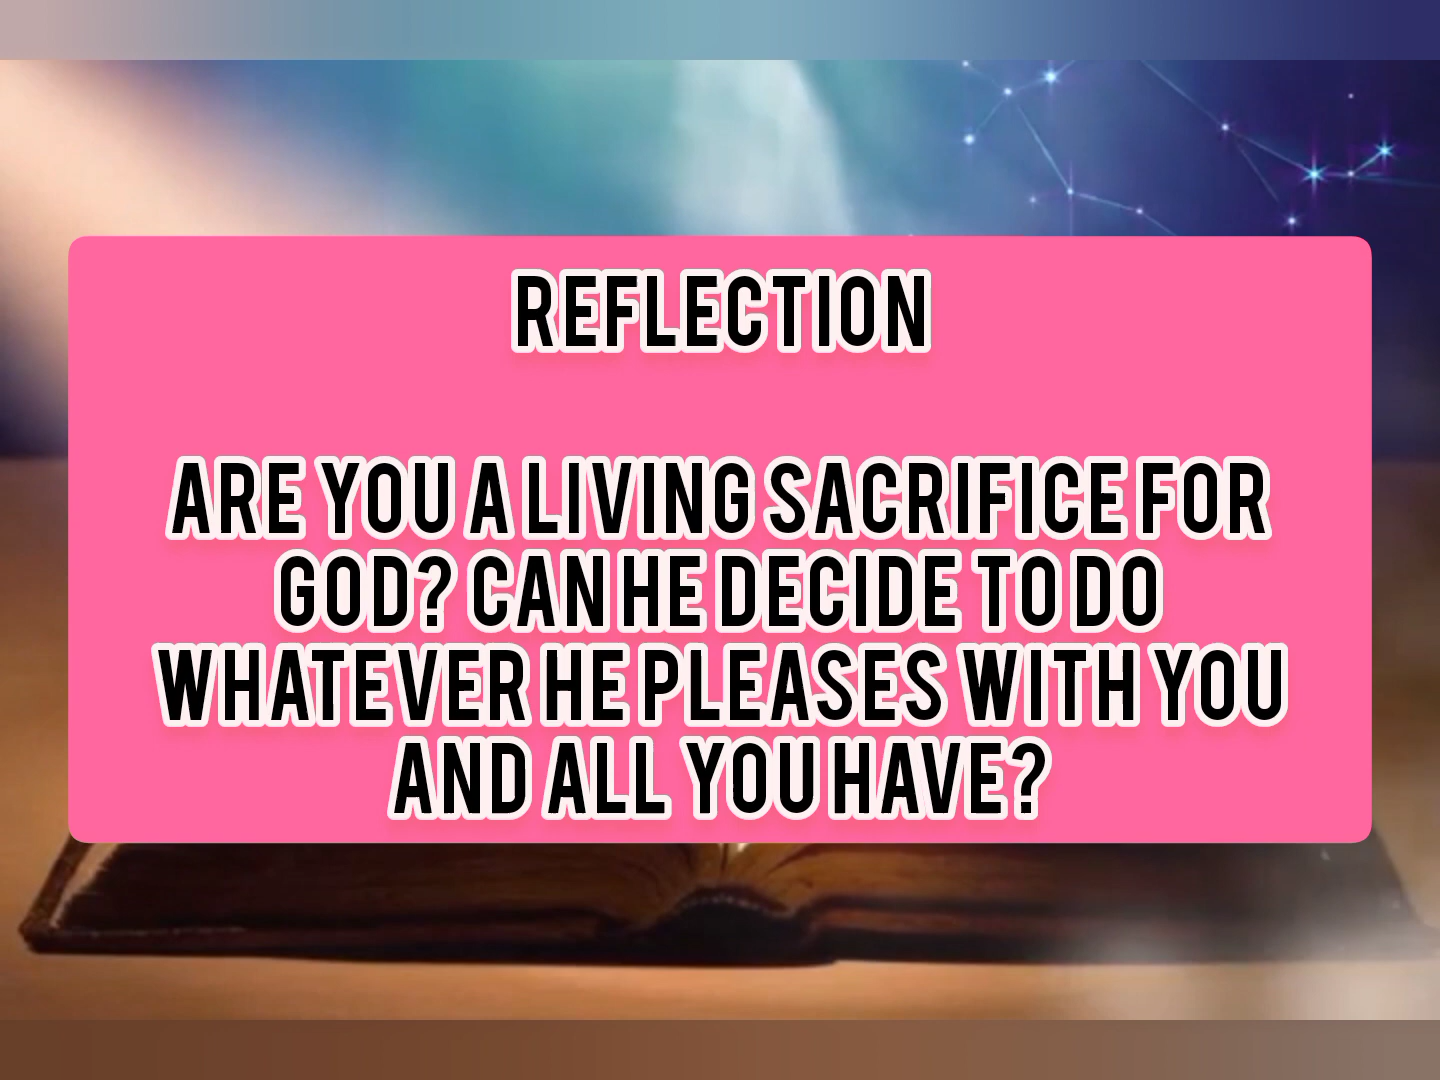 REFLECTION
ARE YOU A LIVING SACRIFICE FOR
GOD? CAN HE DECIDE TO DO
WHATEVER HE PLEASES WITH YOU
AND ALL YOU HAVE?